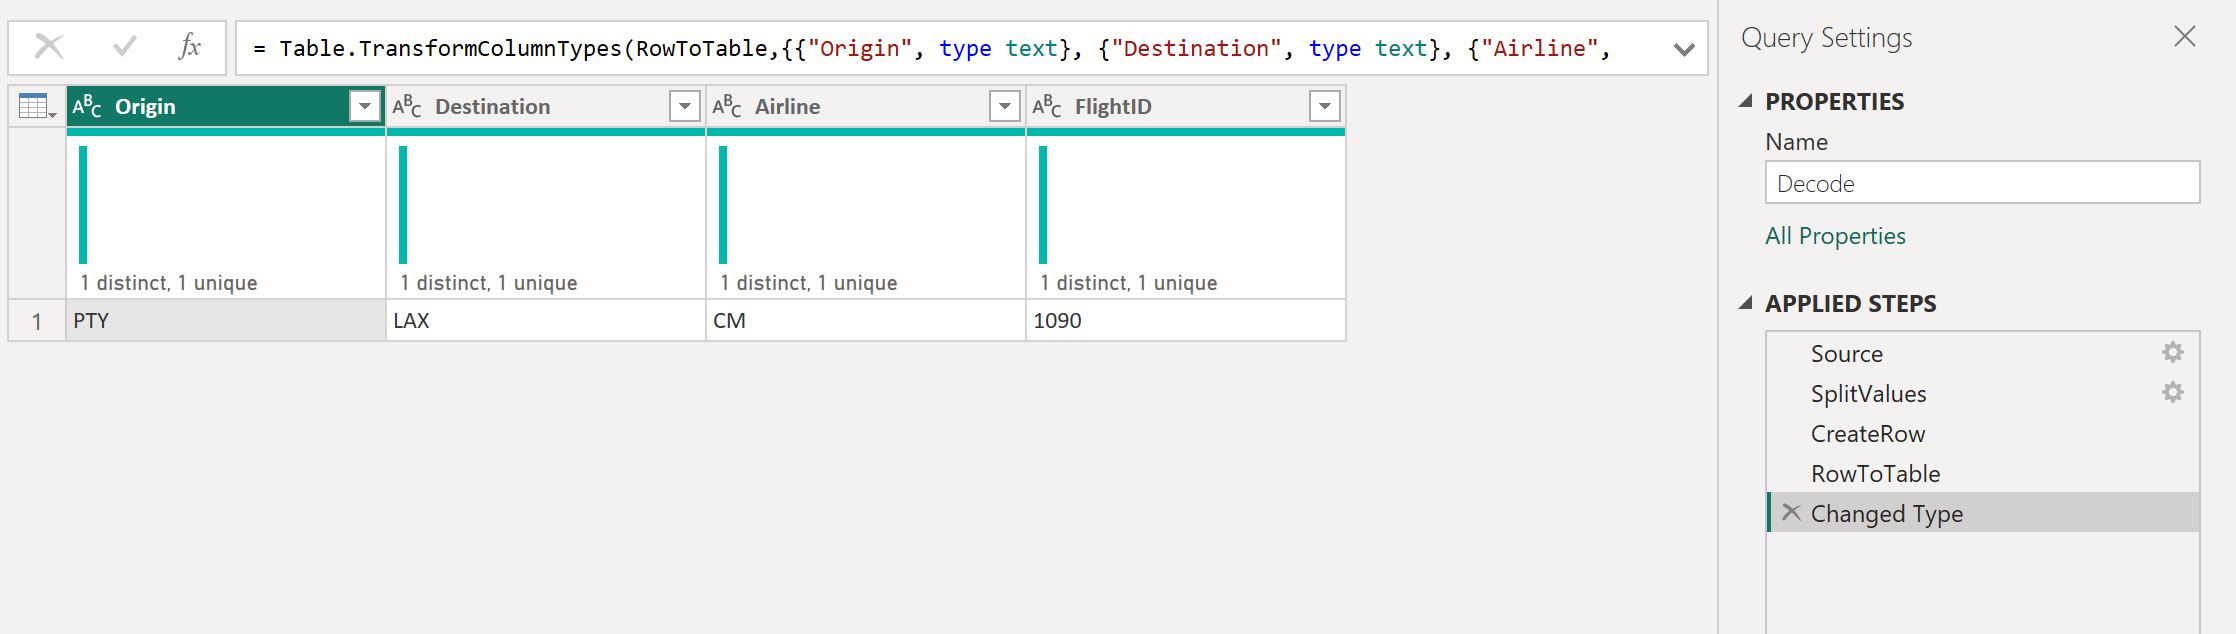 fx = Table.TransformColumnTypes(RowToTable,{{"Origin", type text}, {"Destination", type text}, {"Airline",
ABC Origin ABC Destination ABC Airline ABC FlightID
1 distinct, 1 unique 1 distinct, 1 unique 1 distinct, 1 unique 1 distinct, 1 unique
1 PTY LAX CM 1090
Query Settings
PROPERTIES
Name
Decode
All Properties
APPLIED STEPS
Source
SplitValues
CreateRow
RowToTable
Changed Type